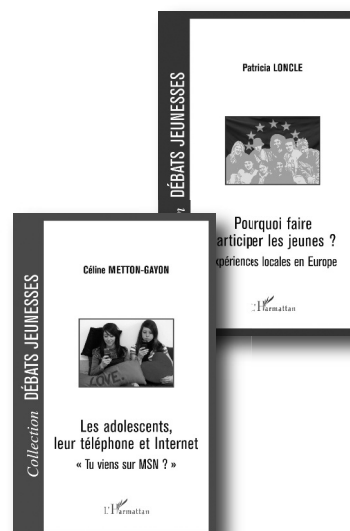 Patricia LONCLE
DÉBATS JEUNESSES
Pourquoi faire
articiper les jeunes ?
périences locales en Europe
L'Harmattan
Céline METTON-GAYON
Collection DÉBATS JEUNESSES
LOVE.
Les adolescents,
leur téléphone et Internet
« Tu viens sur MSN ? »
L'Harmattan